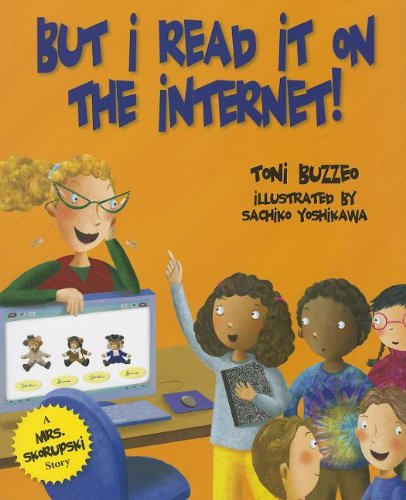 BUT I READ IT ON
THE INTERNET!
TONI BUZZEO
ILLUSTRATED BY
SACHIKO YOSHIKAWA
A
MRS.
SKORUPSKI
Story